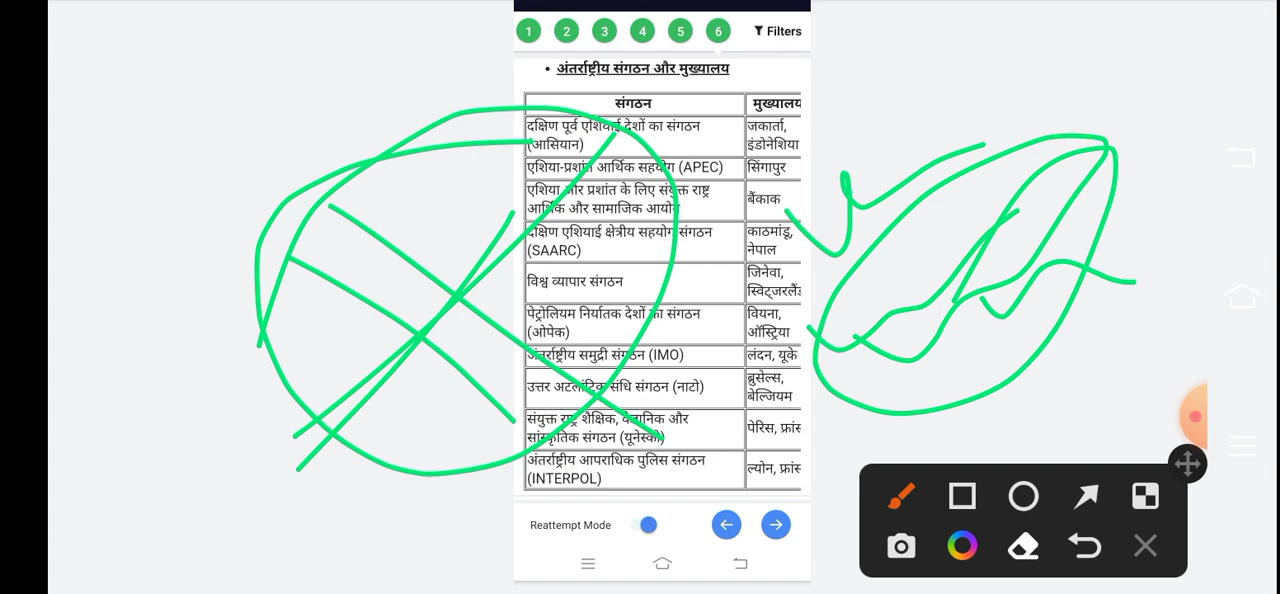 1 2 3 4 5 6 Filters
• अंतर्राष्ट्रीय संगठन और मुख्यालय
संगठन मुख्यालय
दक्षिण पूर्व एशियाई देशों का संगठन (आसियान) जकार्ता, इंडोनेशिया
एशिया-प्रशांत आर्थिक सहयोग (APEC) सिंगापुर
एशिया और प्रशांत के लिए संयुक्त राष्ट्र आर्थिक और सामाजिक आयोग बैंकाक
दक्षिण एशियाई क्षेत्रीय सहयोग संगठन (SAARC) काठमांडू, नेपाल
विश्व व्यापार संगठन जिनेवा, स्विट्जरलैंड
पेट्रोलियम निर्यातक देशों का संगठन (ओपेक) वियना, ऑस्ट्रिया
अंतर्राष्ट्रीय समुद्री संगठन (IMO) लंदन, यूके
उत्तर अटलांटिक संधि संगठन (नाटो) ब्रुसेल्स, बेल्जियम
संयुक्त राष्ट्र शैक्षिक, वैज्ञानिक और सांस्कृतिक संगठन (यूनेस्को) पेरिस, फ्रांस
अंतर्राष्ट्रीय आपराधिक पुलिस संगठन (INTERPOL) ल्योन, फ्रांस
Reattempt Mode